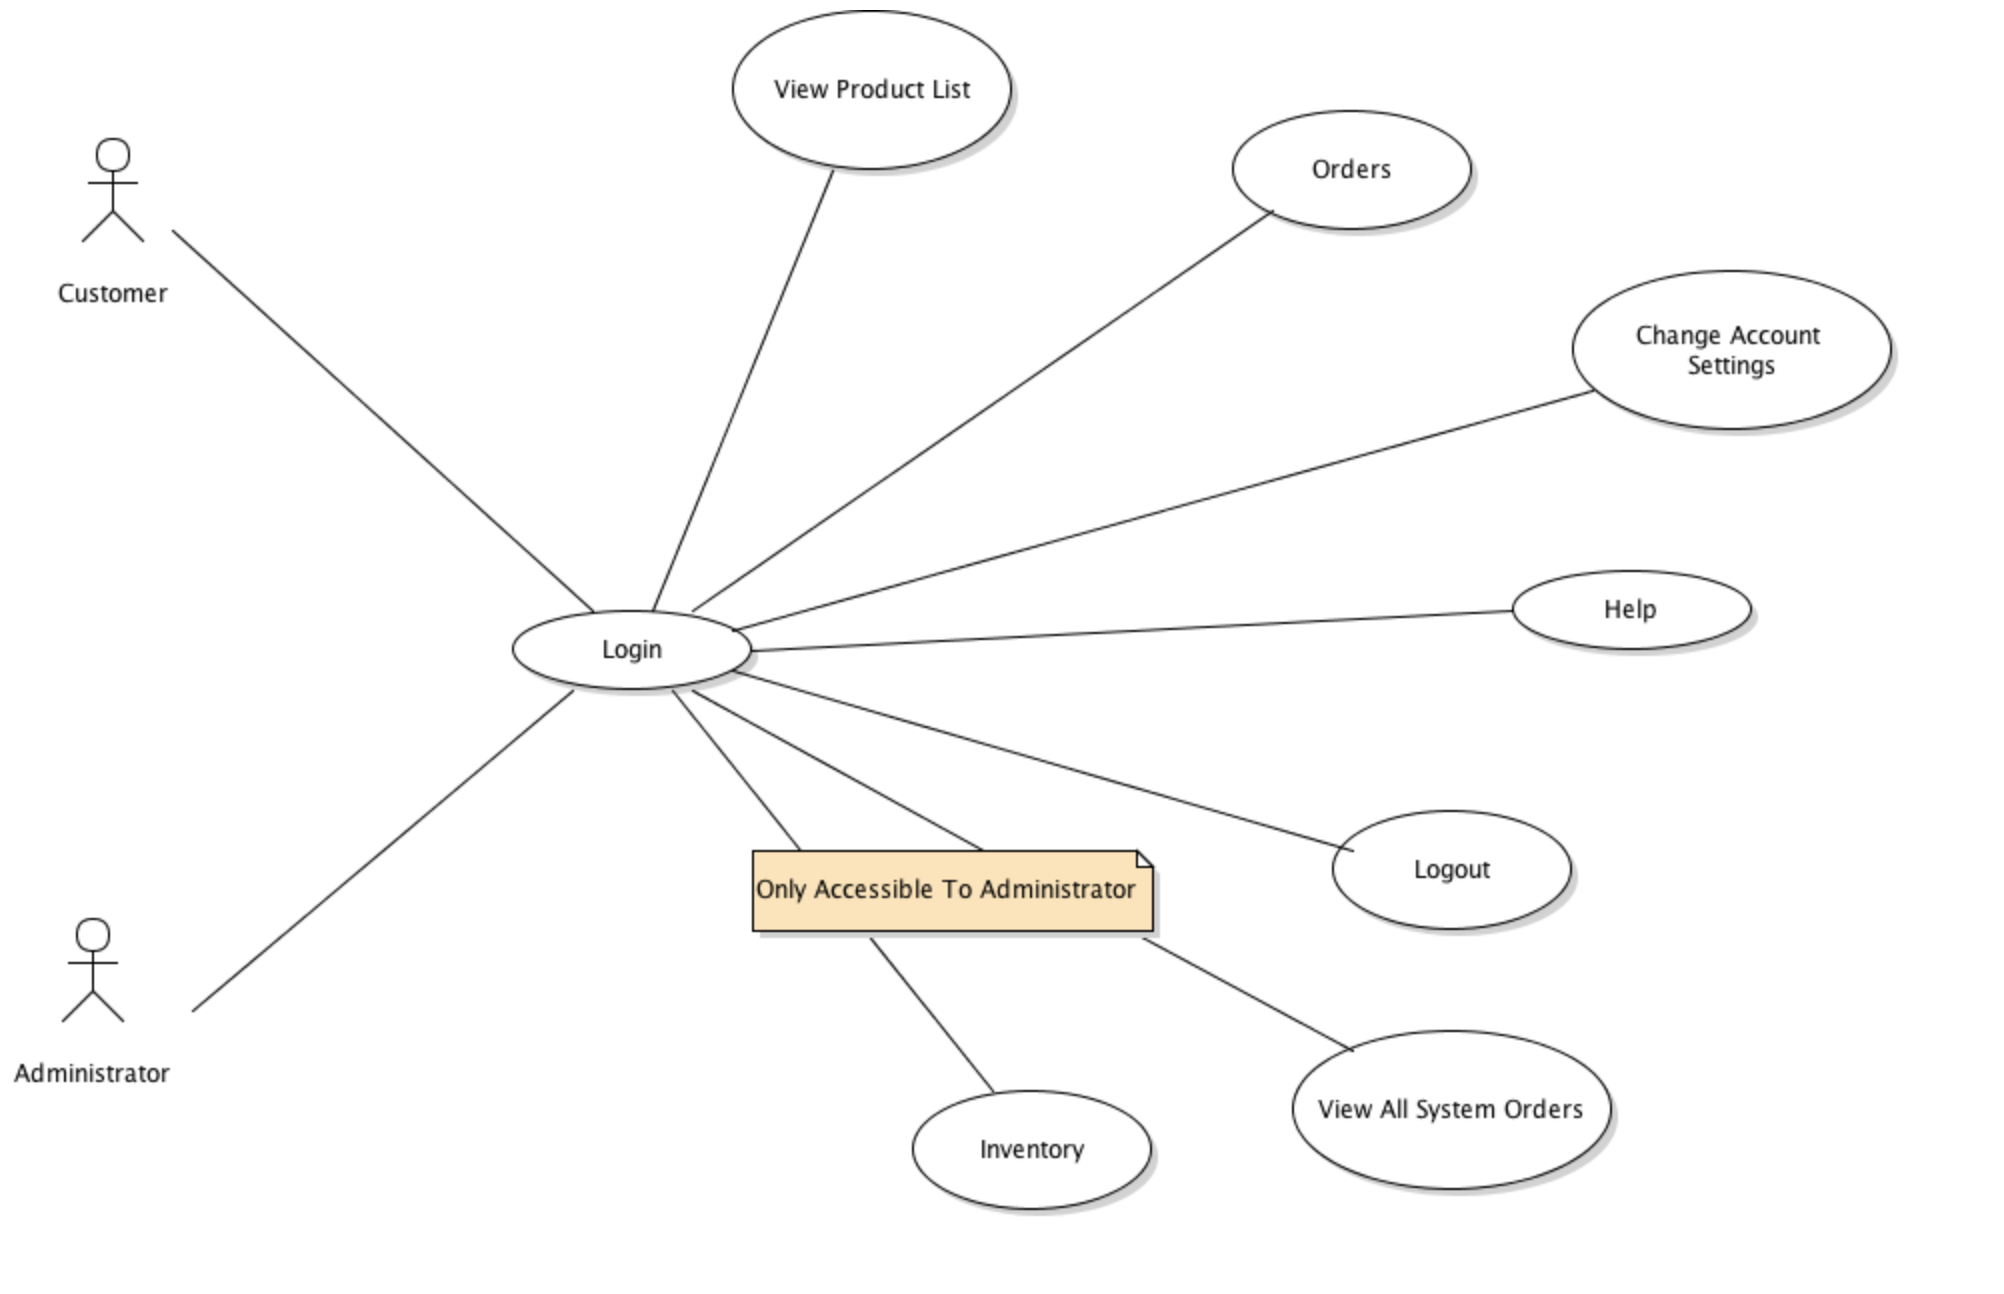 View Product List
Orders
Customer
Change Account
Settings
Help
Login
Logout
Only Accessible To Administrator
Administrator
View All System Orders
Inventory